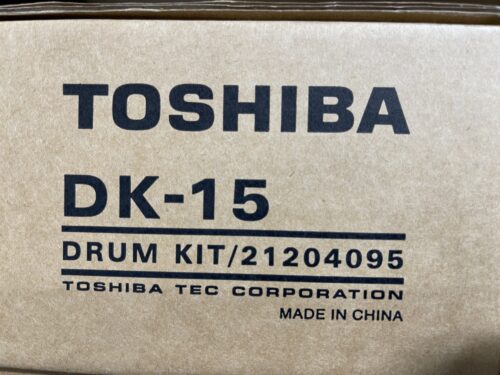 TOSHIBA
DK-15
DRUM KIT/21204095
TOSHIBA TEC CORPORATION
MADE IN CHINA